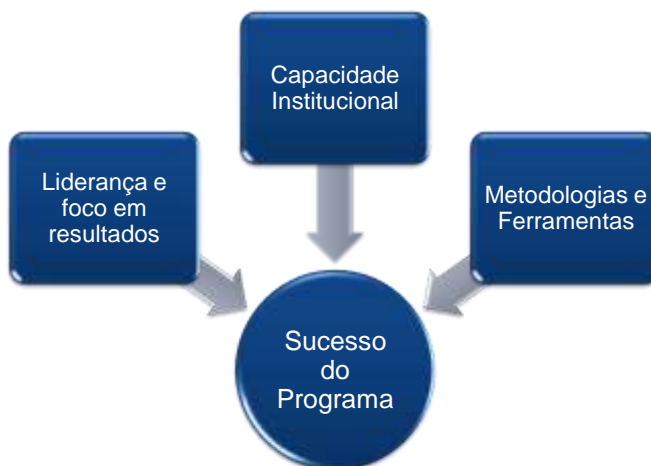 Capacidade
Institucional
Liderança e
foco em
resultados
Metodologias e
Ferramentas
Sucesso
do
Programa